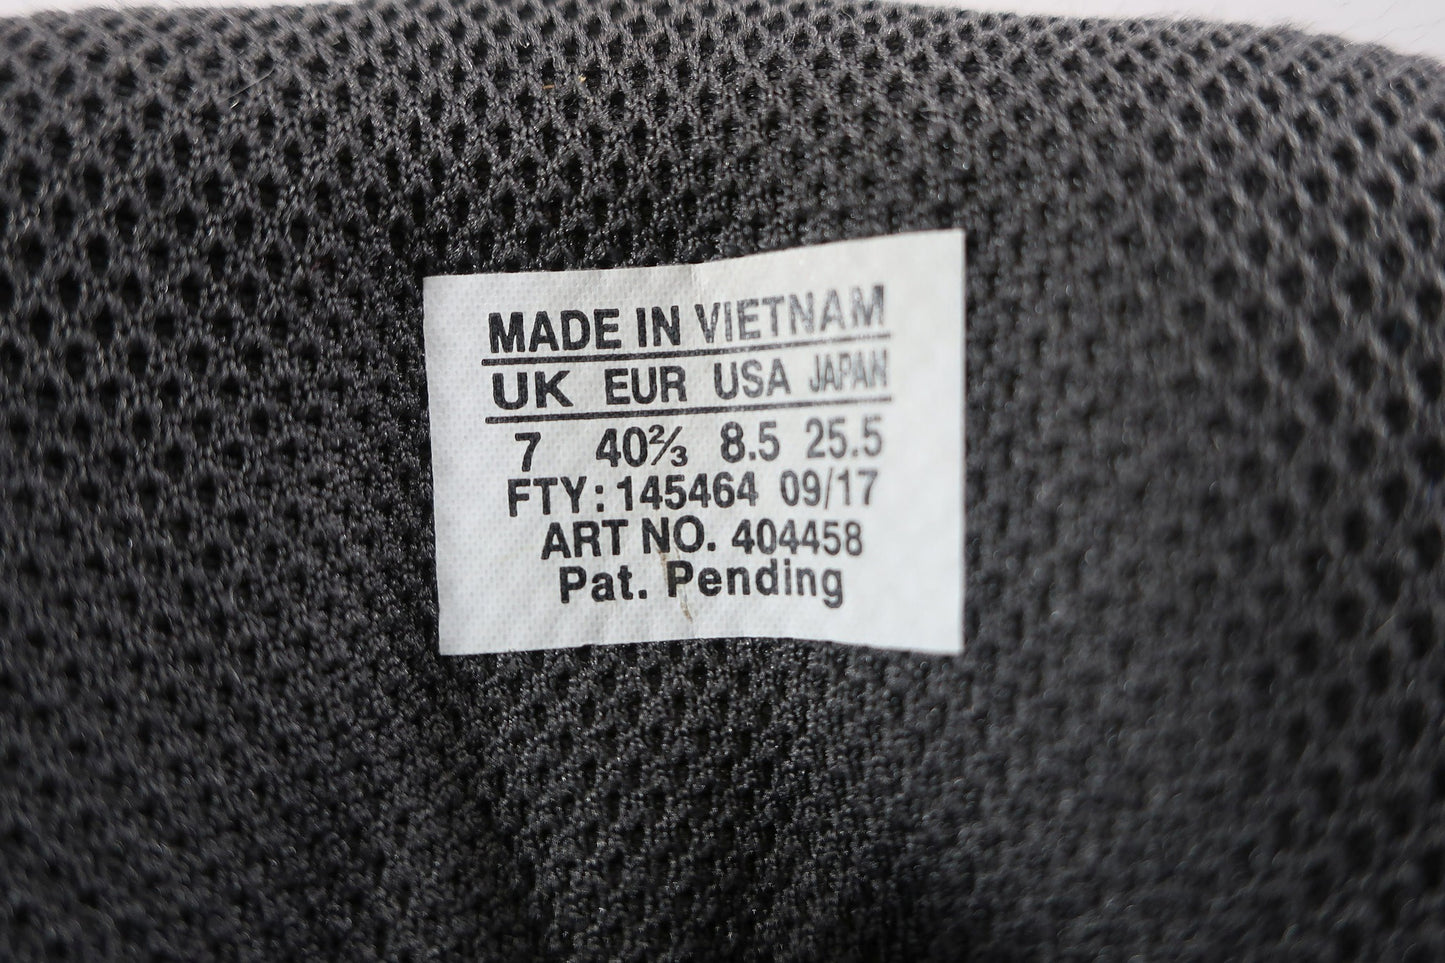 MADE IN VIETNAM
UK EUR USA JAPAN
7 40⅔ 8.5 25.5
FTY: 145464 09/17
ART NO. 404458
Pat. Pending